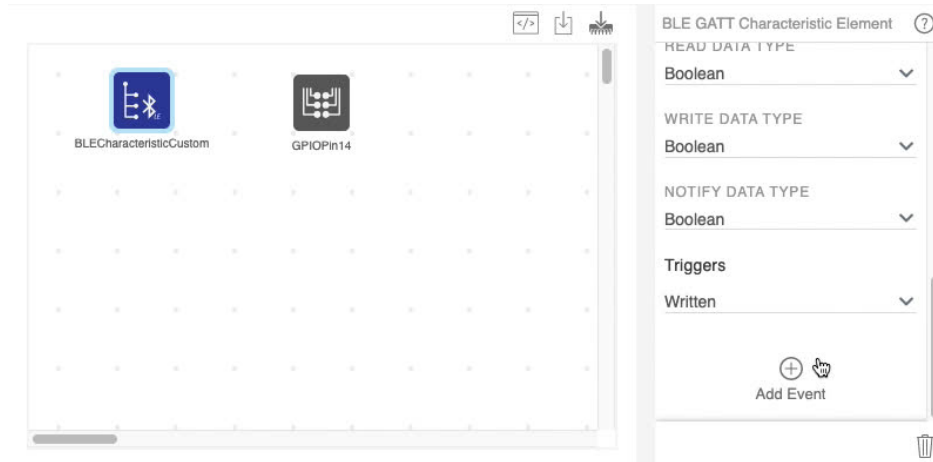 </>
BLE GATT Characteristic Element
?
READ DATA TYPE
Boolean
WRITE DATA TYPE
Boolean
NOTIFY DATA TYPE
Boolean
Triggers
Written
Add Event
LE
BLECharacteristicCustom
GPIOPin14